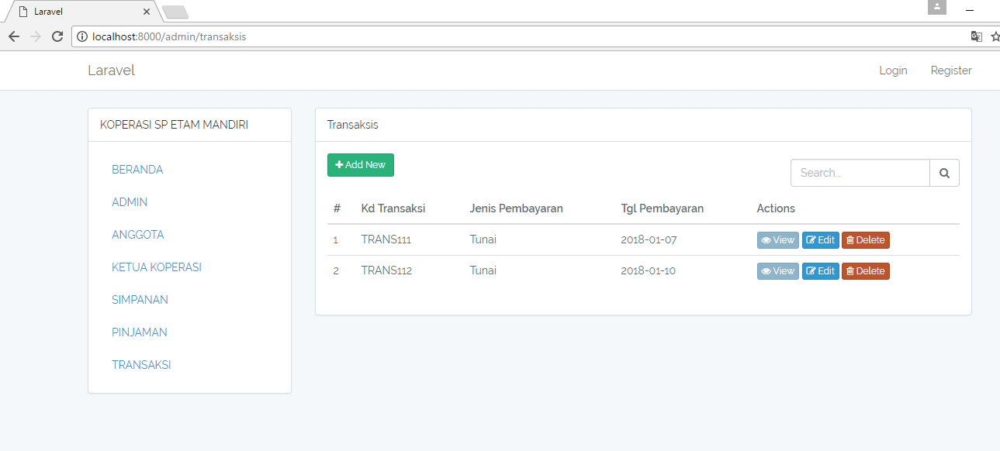 Laravel
localhost:8000/admin/transaksis
Laravel
Login Register
KOPERASI SP ETAM MANDIRI
BERANDA
ADMIN
ANGGOTA
KETUA KOPERASI
SIMPANAN
PINJAMAN
TRANSAKSI
Transaksis
Add New
Search...
# Kd Transaksi Jenis Pembayaran Tgl Pembayaran Actions
1 TRANS111 Tunai 2018-01-07 View Edit Delete
2 TRANS112 Tunai 2018-01-10 View Edit Delete